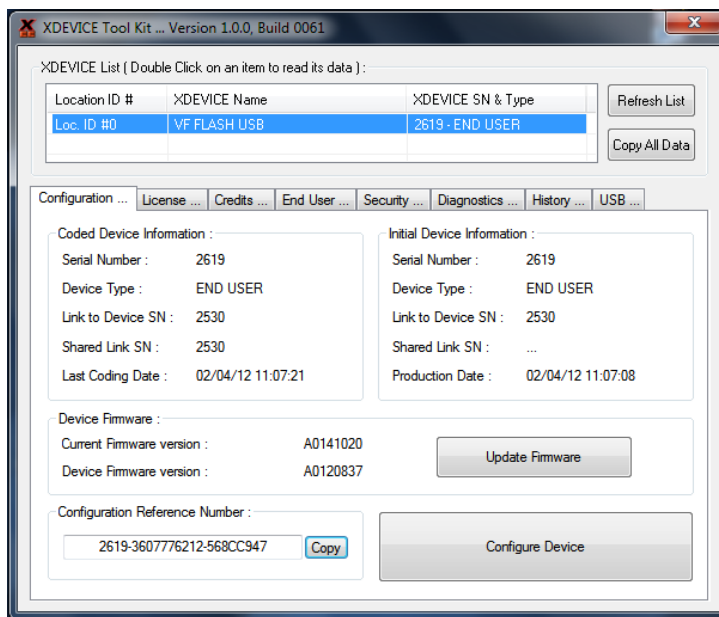 XDEVICE Tool Kit ... Version 1.0.0, Build 0061
XDEVICE List ( Double Click on an item to read its data ) :
Location ID # XDEVICE Name XDEVICE SN & Type
Loc. ID #0 VF FLASH USB 2619 - END USER
Refresh List
Copy All Data
Configuration ... License ... Credits ... End User ... Security ... Diagnostics ... History ... USB ...
Coded Device Information :
Serial Number : 2619
Device Type : END USER
Link to Device SN : 2530
Shared Link SN : 2530
Last Coding Date : 02/04/12 11:07:21
Initial Device Information :
Serial Number : 2619
Device Type : END USER
Link to Device SN : 2530
Shared Link SN : ...
Production Date : 02/04/12 11:07:08
Device Firmware :
Current Firmware version : A0141020
Device Firmware version : A0120837
Update Firmware
Configuration Reference Number :
2619-3607776212-568CC947 Copy
Configure Device